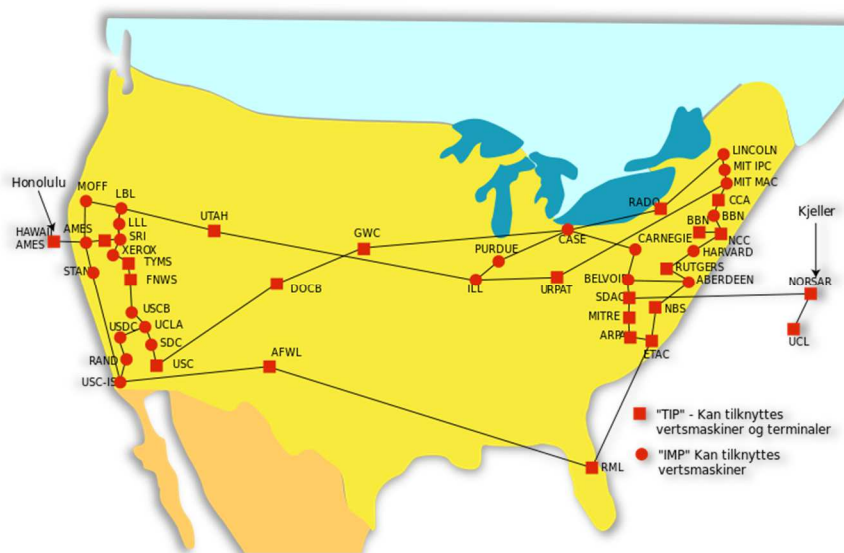 LINCOLN
MIT IPC
MIT MAC
Honolulu
MOFF
LBL
CCA
RADC
Kjeller
LLL
UTAH
BBN
BBN
HAWAII
AMES
AMES
SRI
GWC
CASE
CARNEGIE
NCC
XEROX
PURDUE
HARVARD
TYMS
STAN
RUTGERS
FNWS
DOCB
ILL
URPAT
BELVOIR
ABERDEEN
NORSAR
SDAC
USCB
NBS
MITRE
USDC
UCLA
SDC
ARPA
UCL
RAND
USC
AFWL
ETAC
USC-IS
"TIP" - Kan tilknyttes
vertsmaskiner og terminaler
"IMP" Kan tilknyttes
vertsmaskiner
RML